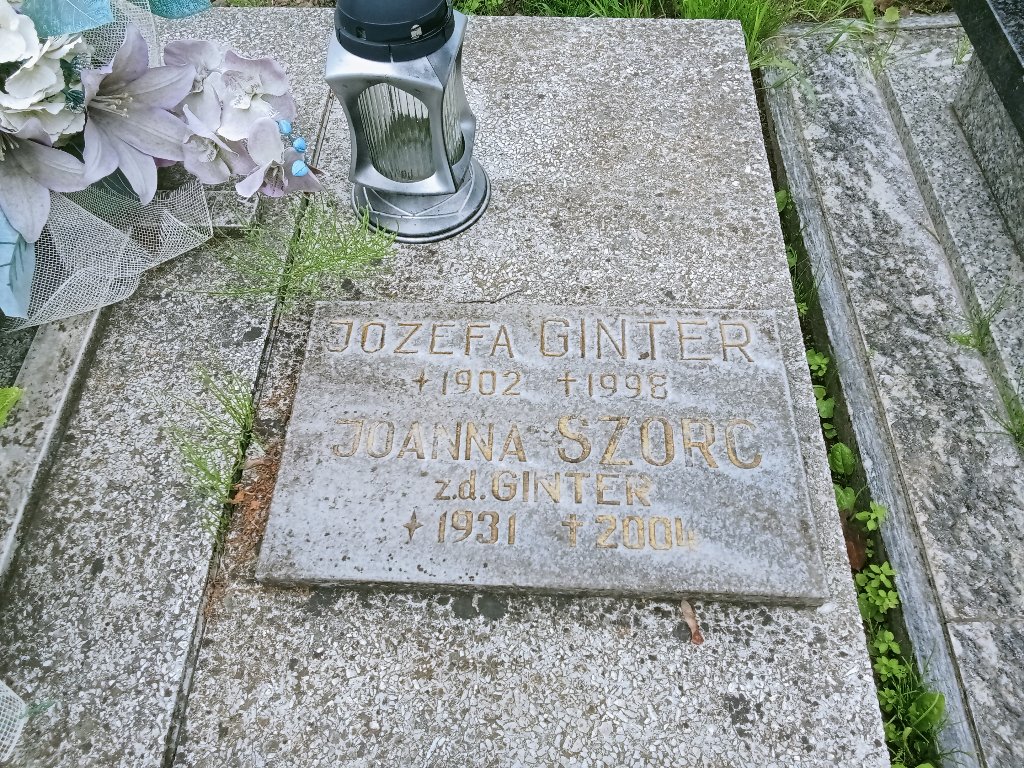 JOZEFA GINTER
+ 1902 † 1998
JOANNA SZORC
z.d. GINTER
+ 1931 † 2004